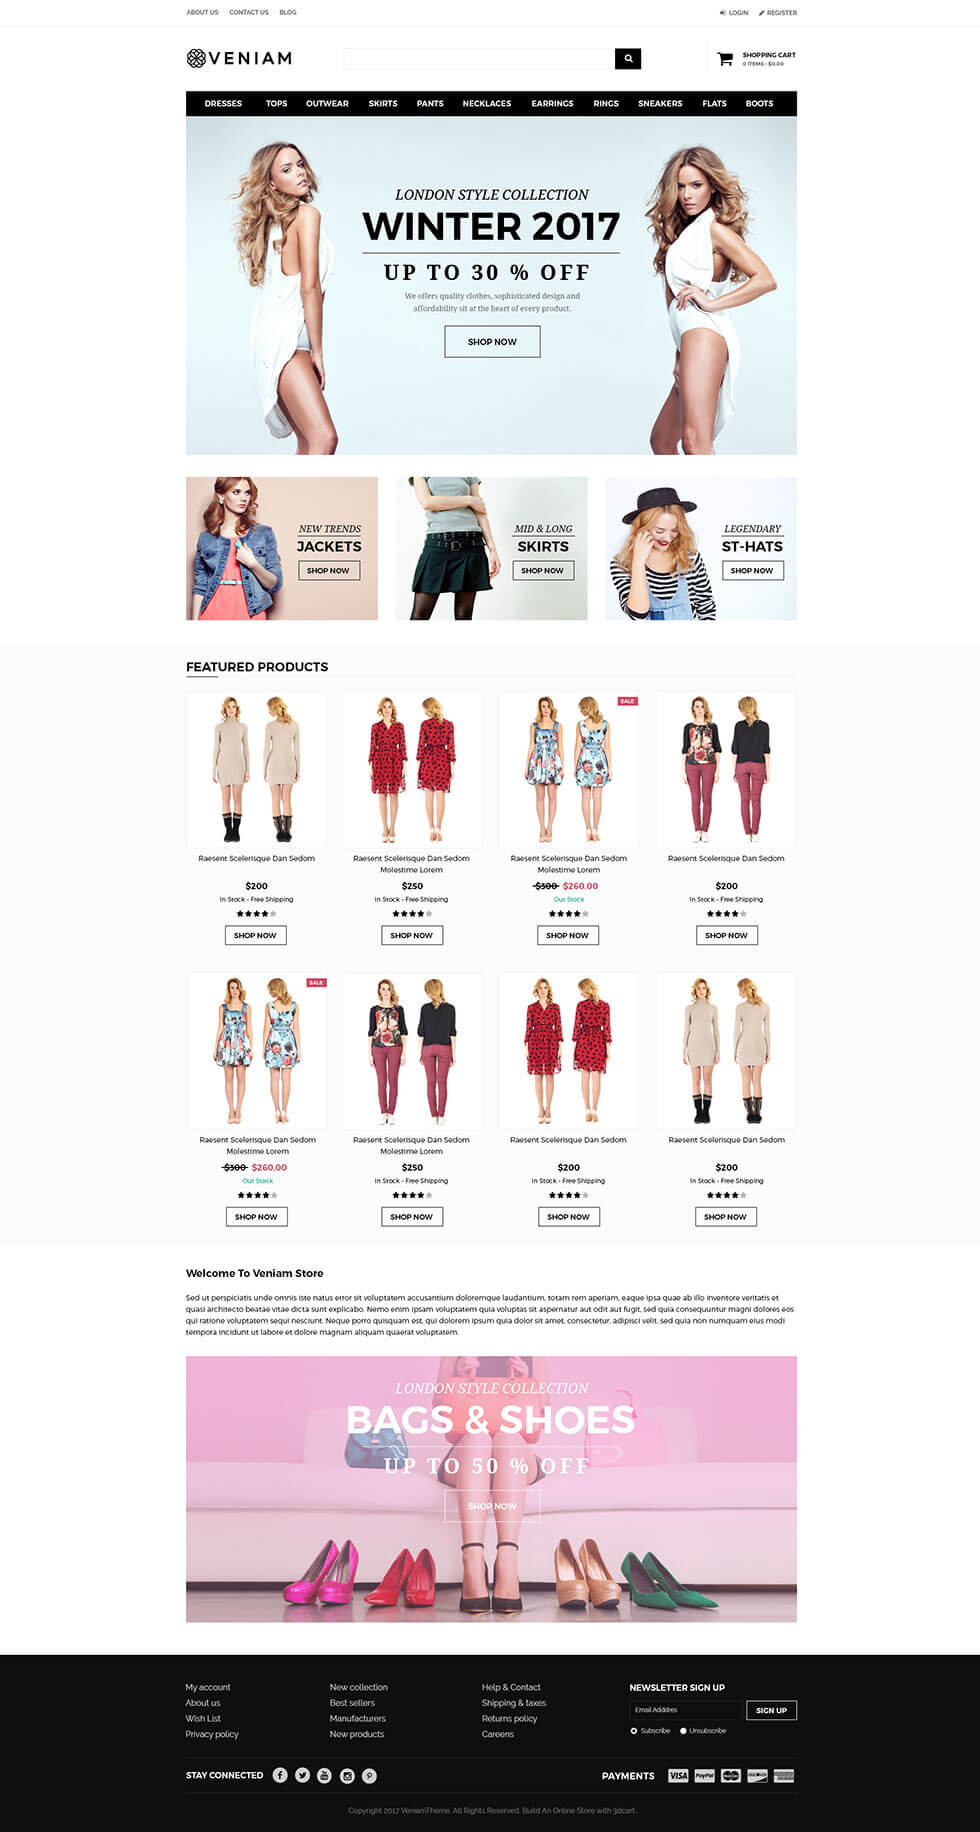 ABOUT US CONTACT US BLOG LOGIN REGISTER
VENIAM
SHOPPING CART
0 ITEMS - $0.00
DRESSES TOPS OUTWEAR SKIRTS PANTS NECKLACES EARRINGS RINGS SNEAKERS FLATS BOOTS
LONDON STYLE COLLECTION
WINTER 2017
UP TO 30 % OFF
We offers quality clothes, sophisticated design and
affordability sit at the heart of every product.
SHOP NOW
NEW TRENDS
JACKETS
SHOP NOW
MID & LONG
SKIRTS
SHOP NOW
LEGENDARY
ST-HATS
SHOP NOW
FEATURED PRODUCTS
Raesent Scelerisque Dan Sedom
$200
In Stock - Free Shipping
SHOP NOW
Raesent Scelerisque Dan Sedom
Molestime Lorem
$250
In Stock - Free Shipping
SHOP NOW
SALE
Raesent Scelerisque Dan Sedom
Molestime Lorem
$300 $260.00
Out Stock
SHOP NOW
Raesent Scelerisque Dan Sedom
$200
In Stock - Free Shipping
SHOP NOW
SALE
Raesent Scelerisque Dan Sedom
Molestime Lorem
$300 $260.00
Out Stock
SHOP NOW
Raesent Scelerisque Dan Sedom
Molestime Lorem
$250
In Stock - Free Shipping
SHOP NOW
Raesent Scelerisque Dan Sedom
$200
In Stock - Free Shipping
SHOP NOW
Raesent Scelerisque Dan Sedom
$200
In Stock - Free Shipping
SHOP NOW
Welcome To Veniam Store
Sed ut perspiciatis unde omnis iste natus error sit voluptatem accusantium doloremque laudantium, totam rem aperiam, eaque ipsa quae ab illo inventore veritatis et
quasi architecto beatae vitae dicta sunt explicabo. Nemo enim ipsam voluptatem quia voluptas sit aspernatur aut odit aut fugit, sed quia consequuntur magni dolores eos
qui ratione voluptatem sequi nesciunt. Neque porro quisquam est, qui dolorem ipsum quia dolor sit amet, consectetur, adipisci velit, sed quia non numquam eius modi
tempora incidunt ut labore et dolore magnam aliquam quaerat voluptatem.
LONDON STYLE COLLECTION
BAGS & SHOES
UP TO 50 % OFF
SHOP NOW
My account
About us
Wish List
Privacy policy
New collection
Best sellers
Manufacturers
New products
Help & Contact
Shipping & taxes
Returns policy
Careens
NEWSLETTER SIGN UP
Email Adddres SIGN UP
Subscribe Unsubscribe
STAY CONNECTED
You Tube
PAYMENTS VISA PayPal MasterCard DISCOVER
Copyright 2017 VeniamTheme. All Rights Reserved. Build An Online Store with 3dcart.